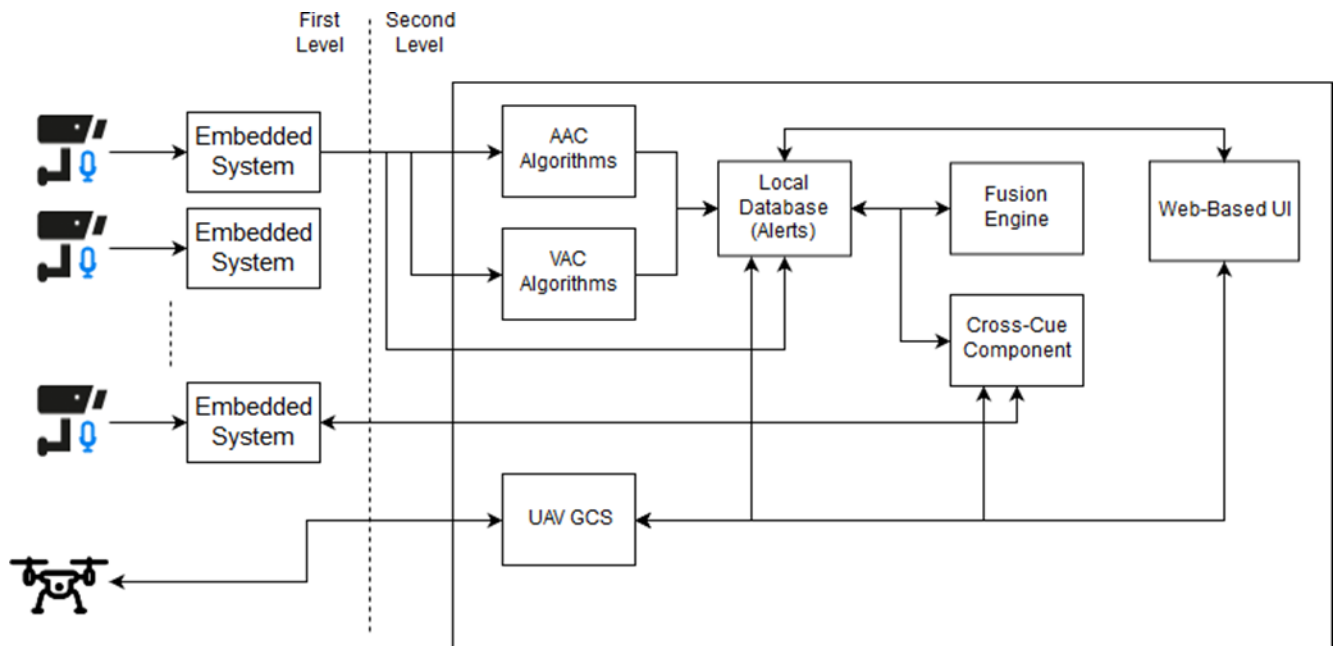 First
Level
Second
Level
Embedded
System
AAC
Algorithms
Local
Database
(Alerts)
Fusion
Engine
Web-Based UI
Embedded
System
VAC
Algorithms
Cross-Cue
Component
Embedded
System
UAV GCS